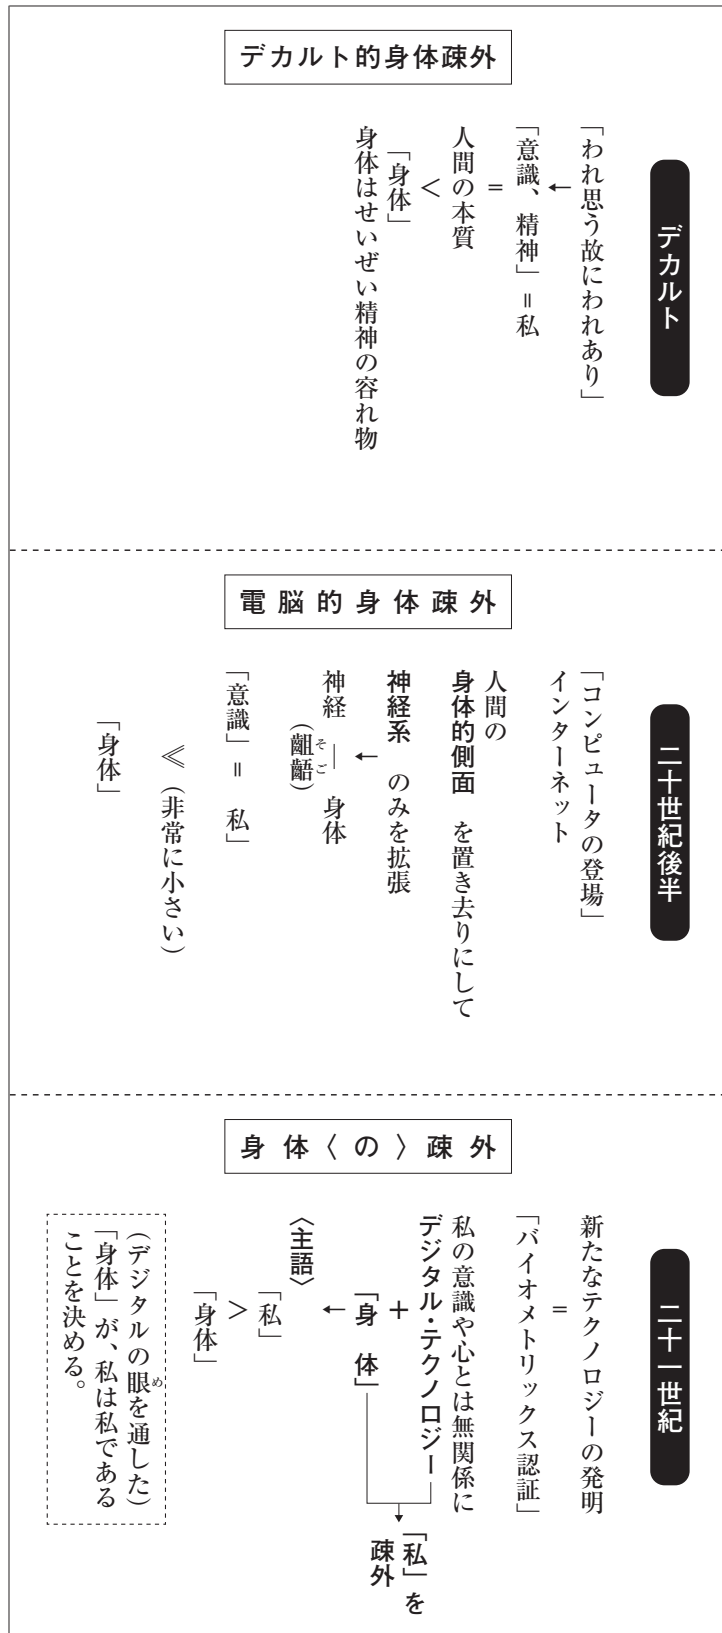 デカルト
「われ思う故にわれあり」
←
「意識、精神」＝私
＝
人間の本質
＜
「身体」
身体はせいぜい精神の容れ物
デカルト的身体疎外
二十世紀後半
「コンピュータの登場」
インターネット
人間の
身体的側面　を置き去りにして
神経系　のみを拡張
←
神経 ― 身体
（齟齬）
そご
「意識」＝　私」
≪（非常に小さい）
「身体」
電脳的身体疎外
二十一世紀
新たなテクノロジーの発明
＝
「バイオメトリックス認証」
私の意識や心とは無関係に
デジタル・テクノロジー
＋
「身　体」
「私」を
疎外
←
〈主語〉
「私」
＞
「身体」
（デジタルの眼を通した）
め
「身体」が、私は私である
ことを決める。
身体〈の〉疎外